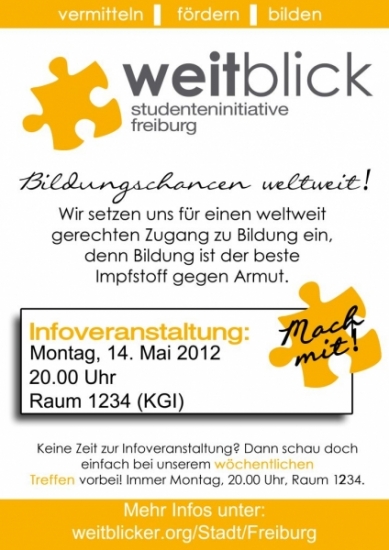 vermitteln | fördern | bilden
weitblick
studenteninitiative
freiburg
Bildungschancen weltweit!
Wir setzen uns für einen weltweit
gerechten Zugang zu Bildung ein,
denn Bildung ist der beste
Impfstoff gegen Armut.
Infoveranstaltung:
Montag, 14. Mai 2012
20.00 Uhr
Raum 1234 (KGI)
Mach
mit!
Keine Zeit zur Infoveranstaltung? Dann schau doch
einfach bei unserem wöchentlichen
Treffen vorbei! Immer Montag, 20.00 Uhr, Raum 1234.
Mehr Infos unter:
weitblicker.org/Stadt/Freiburg